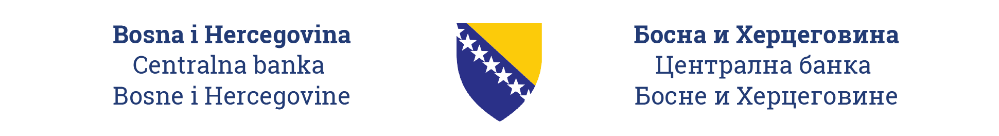 Bosna i Hercegovina
Centralna banka
Bosne i Hercegovine
Босна и Херцеговина
Централна банка
Босне и Херцеговине